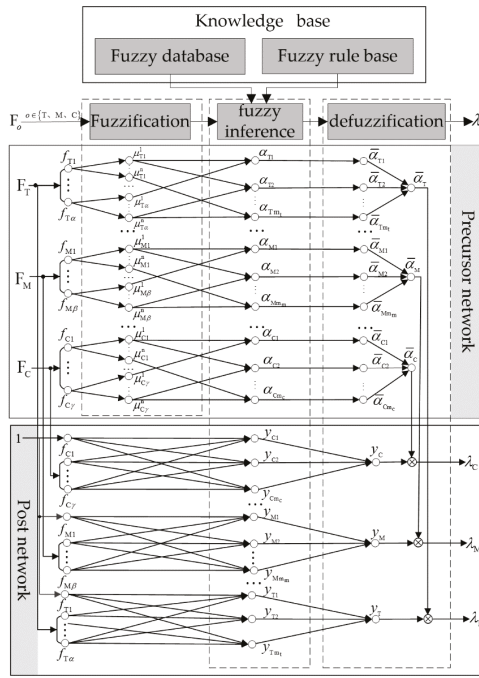 Knowledge base
Fuzzy database
Fuzzy rule base
F_o o∈{T、M、C}
Fuzzification
fuzzy inference
defuzzification
λ
F_T
f_T1
⋮
f_Tα
μ^1_T1
μ^n_T1
...
μ^1_Tα
μ^n_Tα
α_T1
α_T2
⋮
α_Tm_t
ᾱ_T1
ᾱ_T2
⋮
ᾱ_Tm_t
ᾱ_T
...
...
...
F_M
f_M1
⋮
f_Mβ
μ^1_M1
μ^n_M1
...
μ^1_Mβ
μ^n_Mβ
α_M1
α_M2
⋮
α_Mm_m
ᾱ_M1
ᾱ_M2
⋮
ᾱ_Mm_m
ᾱ_M
...
...
...
F_C
f_C1
⋮
f_Cγ
μ^1_C1
μ^n_C1
...
μ^1_Cγ
μ^n_Cγ
α_C1
α_C2
⋮
α_Cm_c
ᾱ_C1
ᾱ_C2
⋮
ᾱ_Cm_c
ᾱ_C
Precursor network
Post network
1
f_C1
⋮
f_Cγ
y_C1
y_C2
y_Cm_c
y_C
λ_C
...
f_M1
⋮
f_Mβ
y_M1
y_M2
⋮
y_Mm_m
y_M
...
f_T1
⋮
f_Tα
y_T1
y_T2
⋮
y_Tm_t
y_T